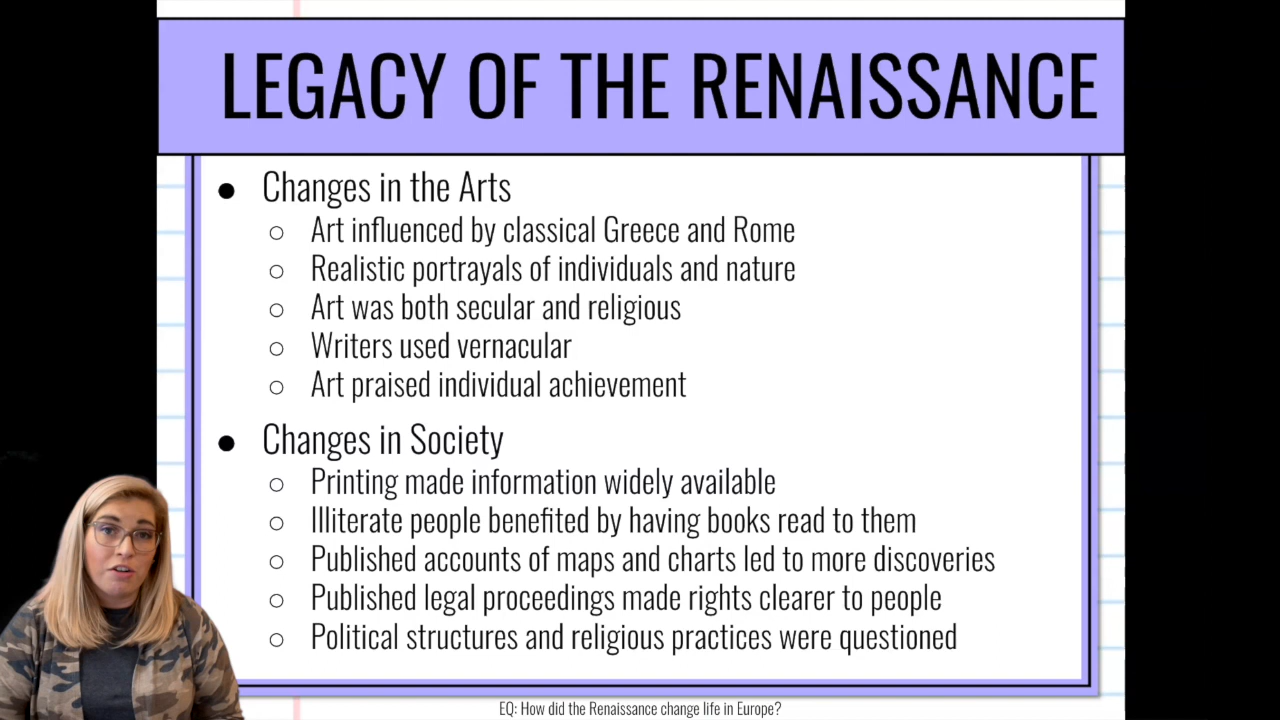 LEGACY OF THE RENAISSANCE
● Changes in the Arts
○ Art influenced by classical Greece and Rome
○ Realistic portrayals of individuals and nature
○ Art was both secular and religious
○ Writers used vernacular
○ Art praised individual achievement
● Changes in Society
○ Printing made information widely available
○ Illiterate people benefited by having books read to them
○ Published accounts of maps and charts led to more discoveries
○ Published legal proceedings made rights clearer to people
○ Political structures and religious practices were questioned
EQ: How did the Renaissance change life in Europe?